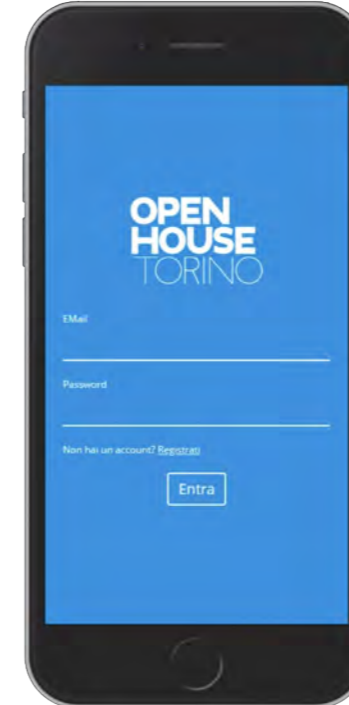 OPEN
HOUSE
TORINO
EMail
Password
Non hai un account? Registrati
Entra